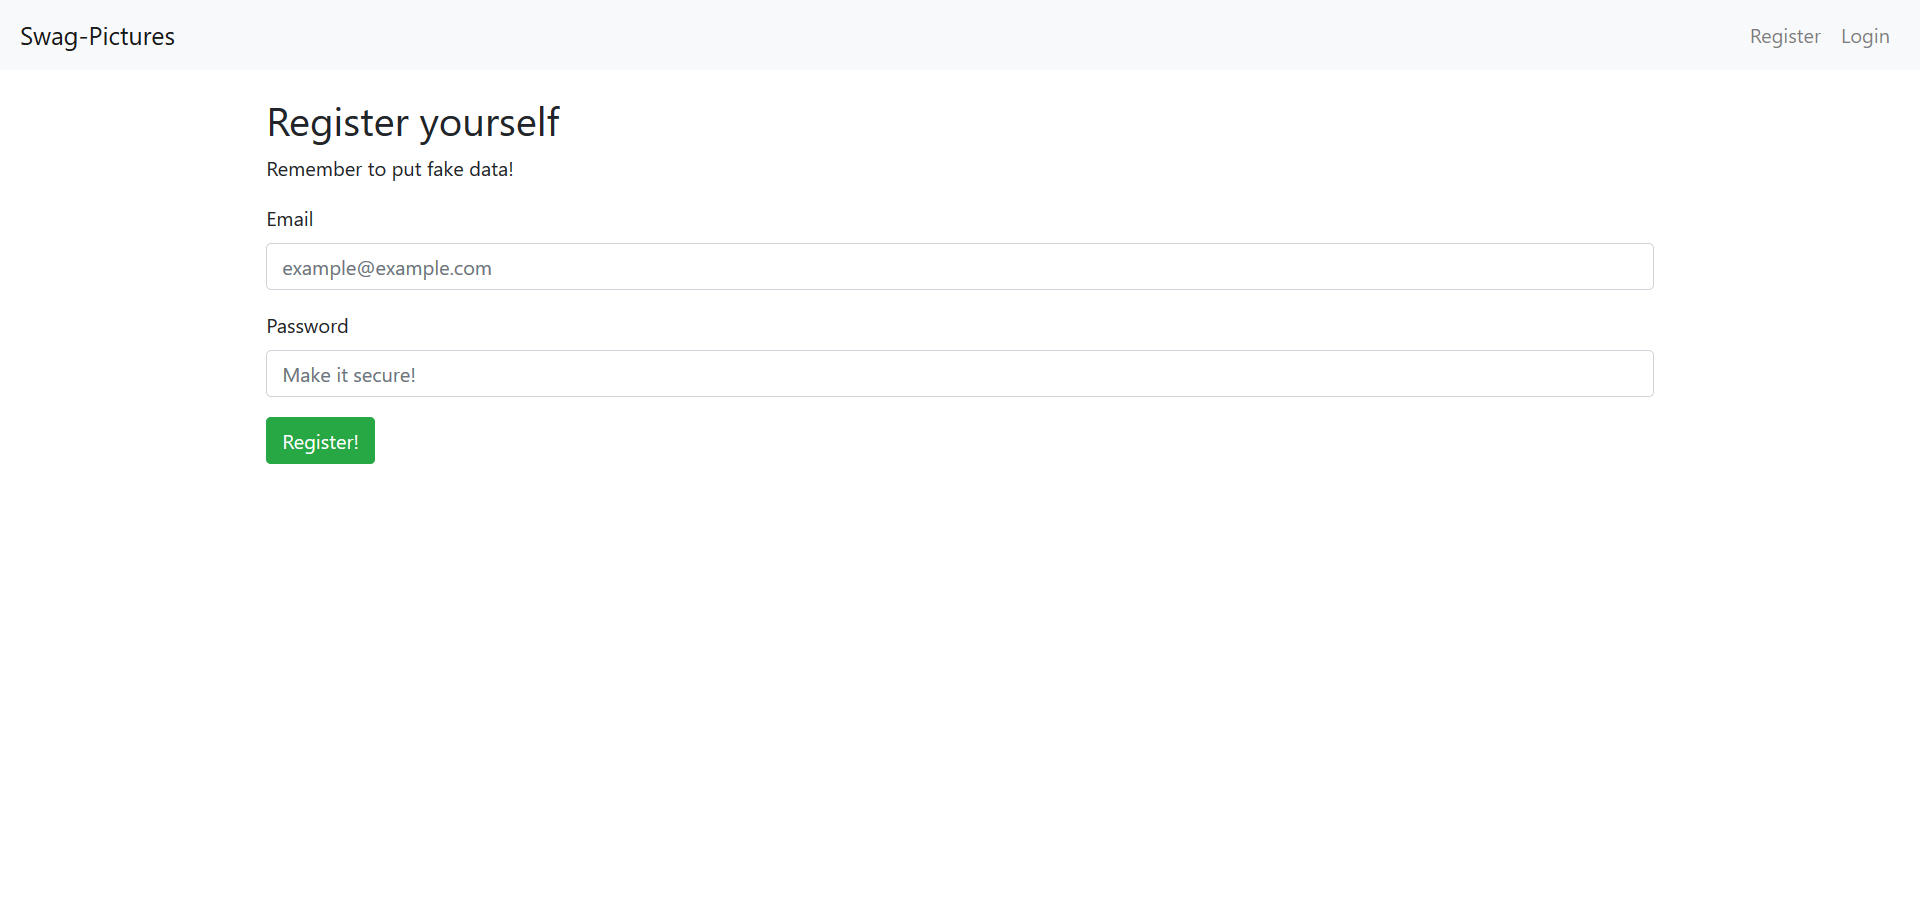 Swag-Pictures
Register
Login
Register yourself
Remember to put fake data!
Email
example@example.com
Password
Make it secure!
Register!